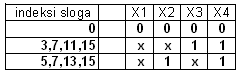 indeksi sloga X1 X2 X3 X4
0 0 0 0 0
3,7,11,15 x x 1 1
5,7,13,15 x 1 x 1